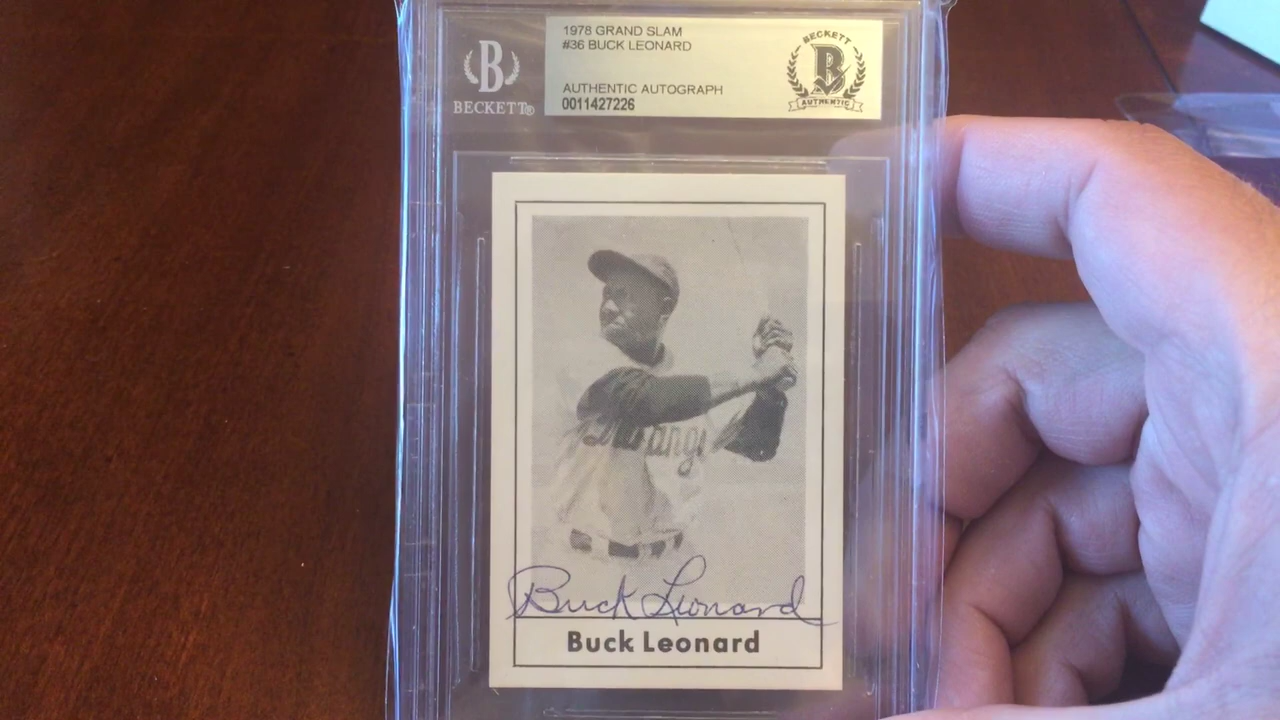 1978 GRAND SLAM
#36 BUCK LEONARD
AUTHENTIC AUTOGRAPH
0011427226
B
BECKETT®
BECKETT
B
AUTHENTIC
Buck Leonard
Buck Leonard